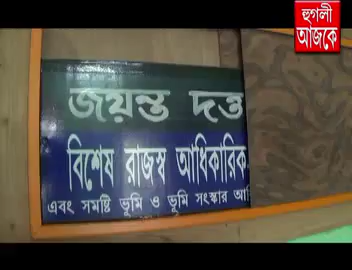 হুগলী
আজকে
জয়ন্ত দত্ত
বিশেষ রাজস্ব আধিকারিক
এবং সমষ্টি ভূমি ও ভূমি সংস্কার